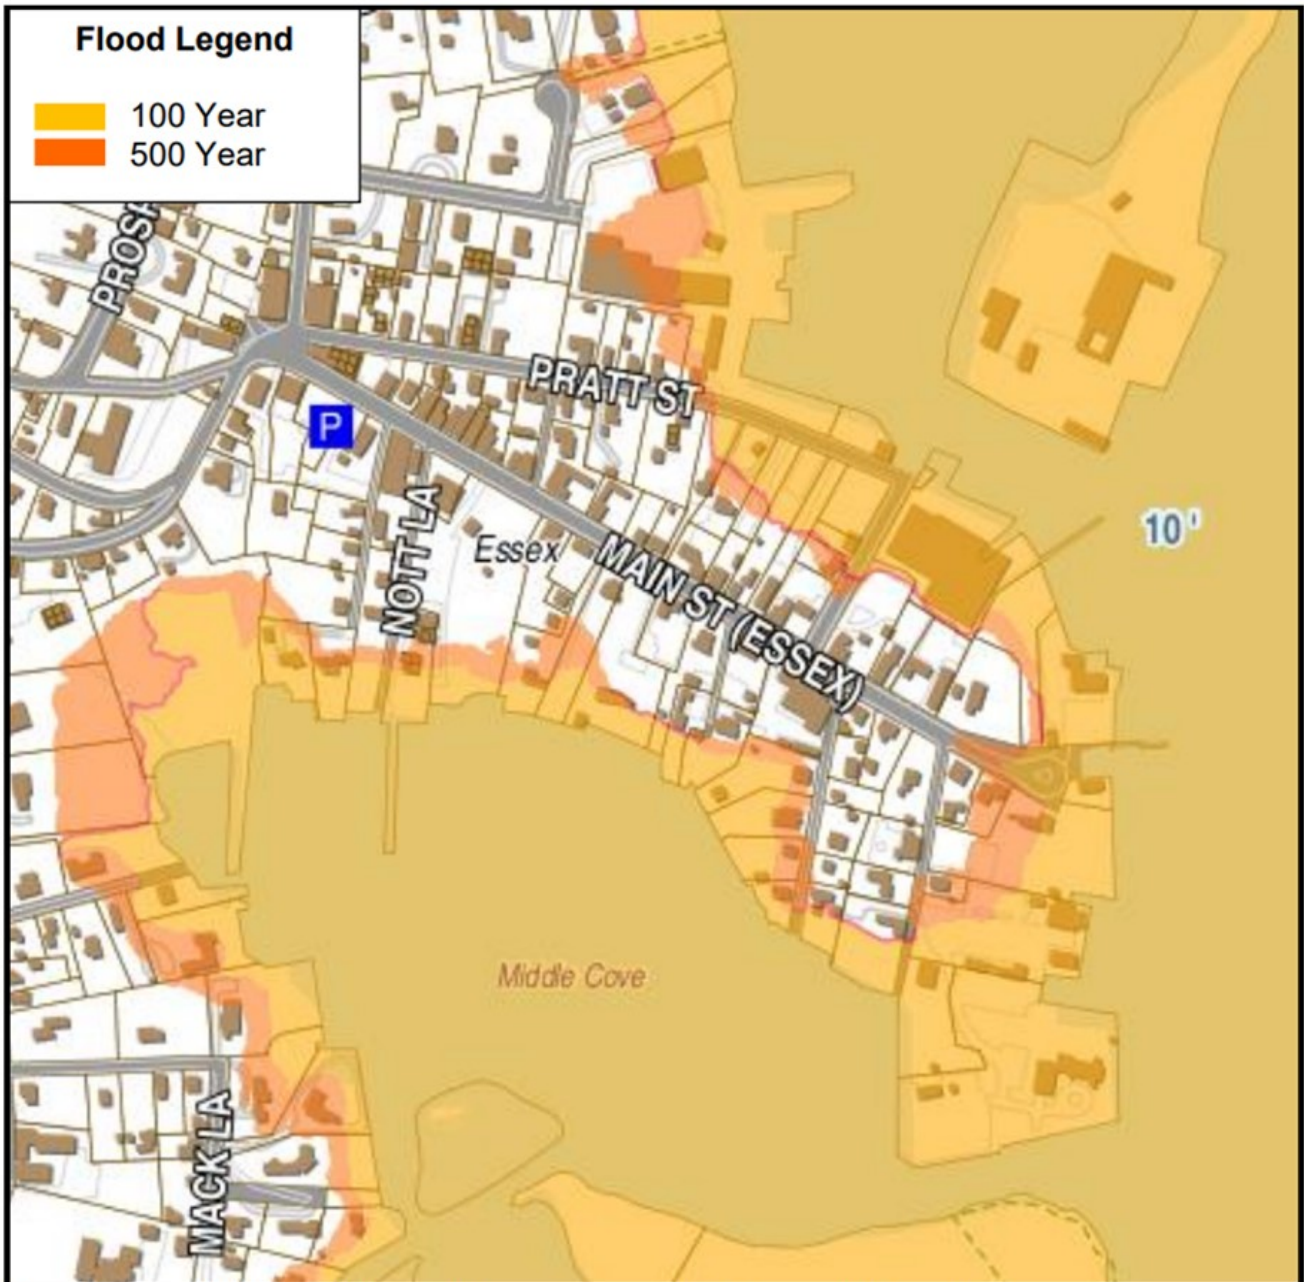 Flood Legend
100 Year
500 Year
P
PRATT ST
NOTT LA
Essex
MAIN ST (ESSEX)
10'
Middle Cove
MACK LA